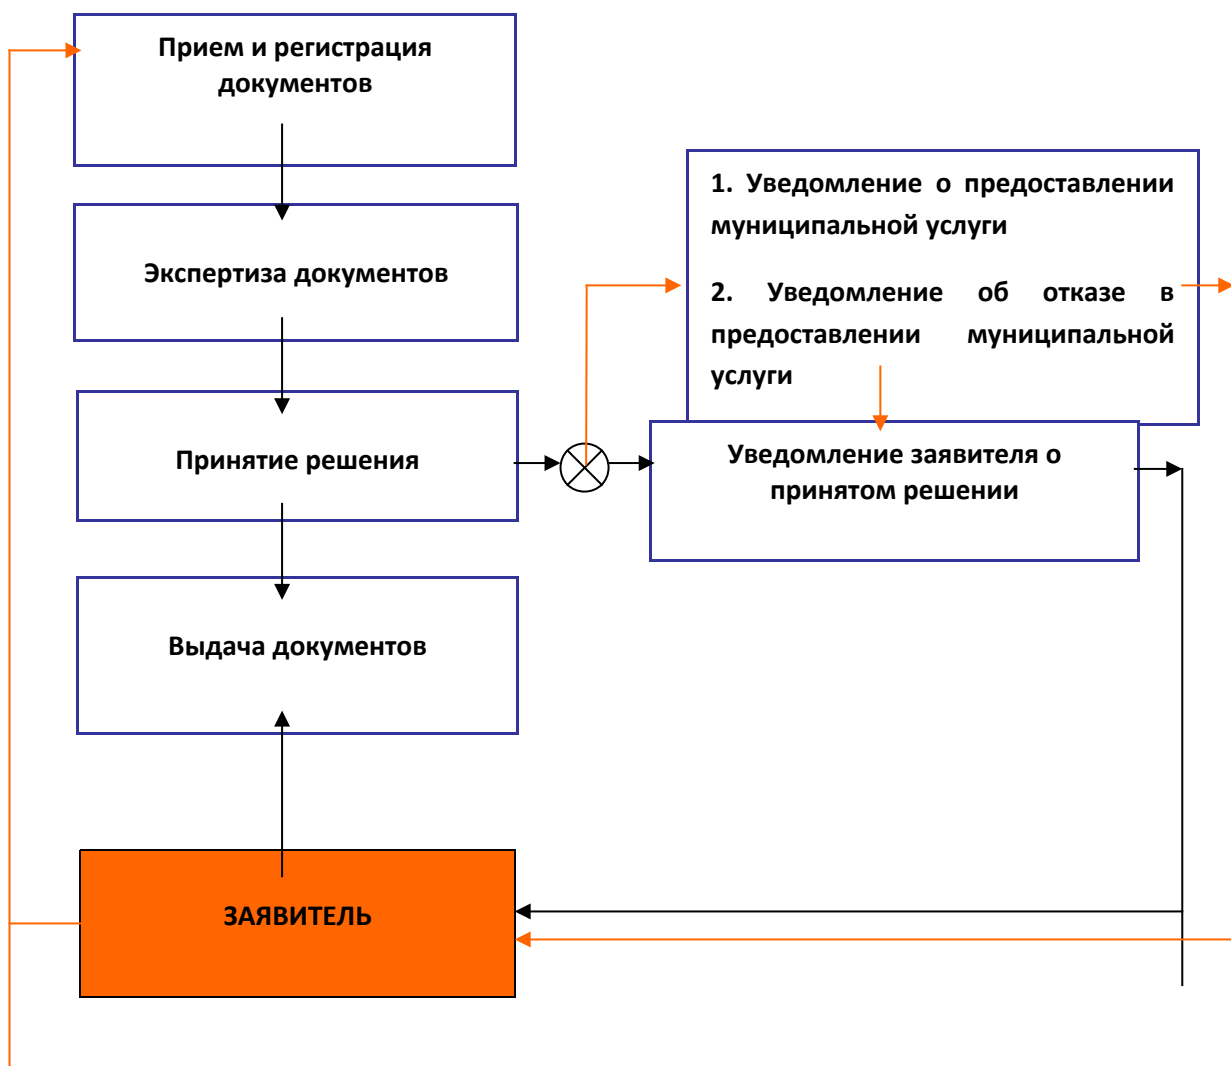 Прием и регистрация
документов
Экспертиза документов
Принятие решения
Выдача документов
ЗАЯВИТЕЛЬ
1. Уведомление о предоставлении
муниципальной услуги
2. Уведомление об отказе в
предоставлении муниципальной
услуги
Уведомление заявителя о
принятом решении